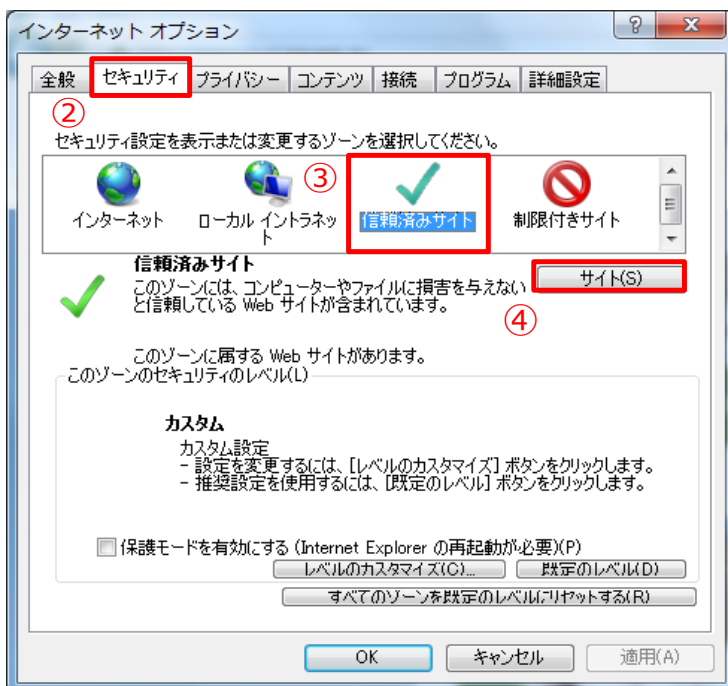 インターネット オプション
全般 セキュリティ プライバシー コンテンツ 接続 プログラム 詳細設定
②
セキュリティ設定を表示または変更するゾーンを選択してください。
③
インターネット ローカル イントラネッ 信頼済みサイト 制限付きサイト
ト
信頼済みサイト
サイト(S)
このゾーンには、コンピューターやファイルに損害を与えない
と信頼している Web サイトが含まれています。
④
このゾーンに属する Web サイトがあります。
このゾーンのセキュリティのレベル(L)
カスタム
カスタム設定
- 設定を変更するには、[レベルのカスタマイズ] ボタンをクリックします。
- 推奨設定を使用するには、[既定のレベル] ボタンをクリックします。
保護モードを有効にする (Internet Explorer の再起動が必要)(P)
レベルのカスタマイズ(C)... 既定のレベル(D)
すべてのゾーンを既定のレベルにリセットする(R)
OK キャンセル 適用(A)